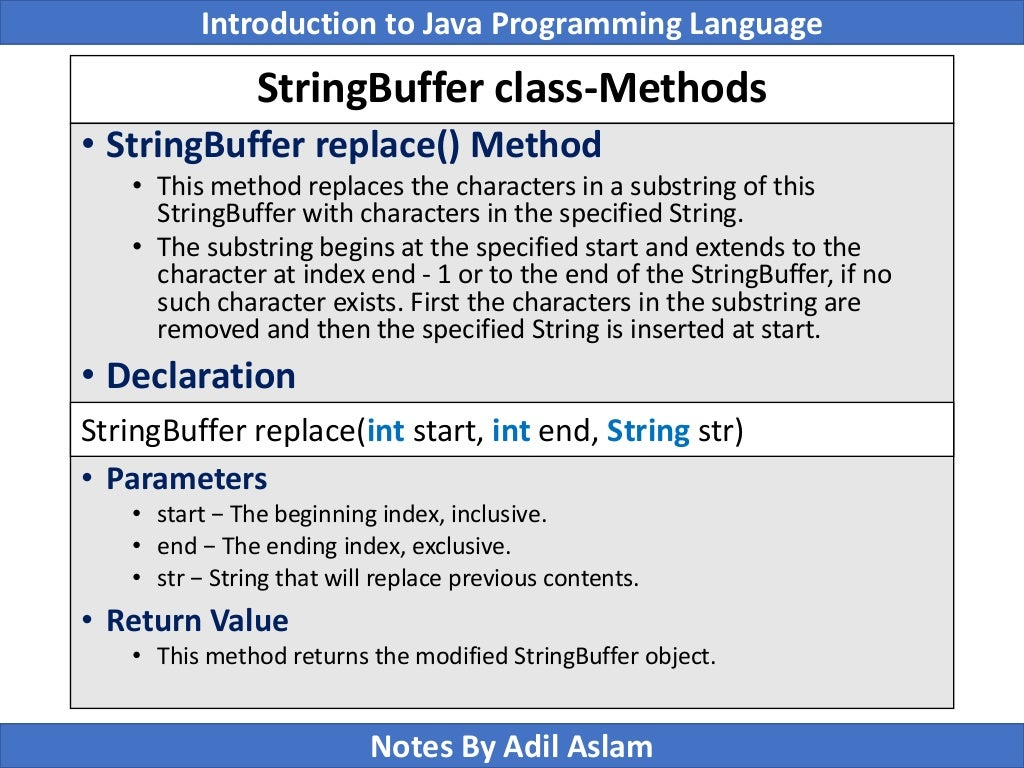 Introduction to Java Programming Language
StringBuffer class-Methods
• StringBuffer replace() Method
• This method replaces the characters in a substring of this
StringBuffer with characters in the specified String.
• The substring begins at the specified start and extends to the
character at index end - 1 or to the end of the StringBuffer, if no
such character exists. First the characters in the substring are
removed and then the specified String is inserted at start.
• Declaration
StringBuffer replace(int start, int end, String str)
• Parameters
• start − The beginning index, inclusive.
• end − The ending index, exclusive.
• str − String that will replace previous contents.
• Return Value
• This method returns the modified StringBuffer object.
Notes By Adil Aslam